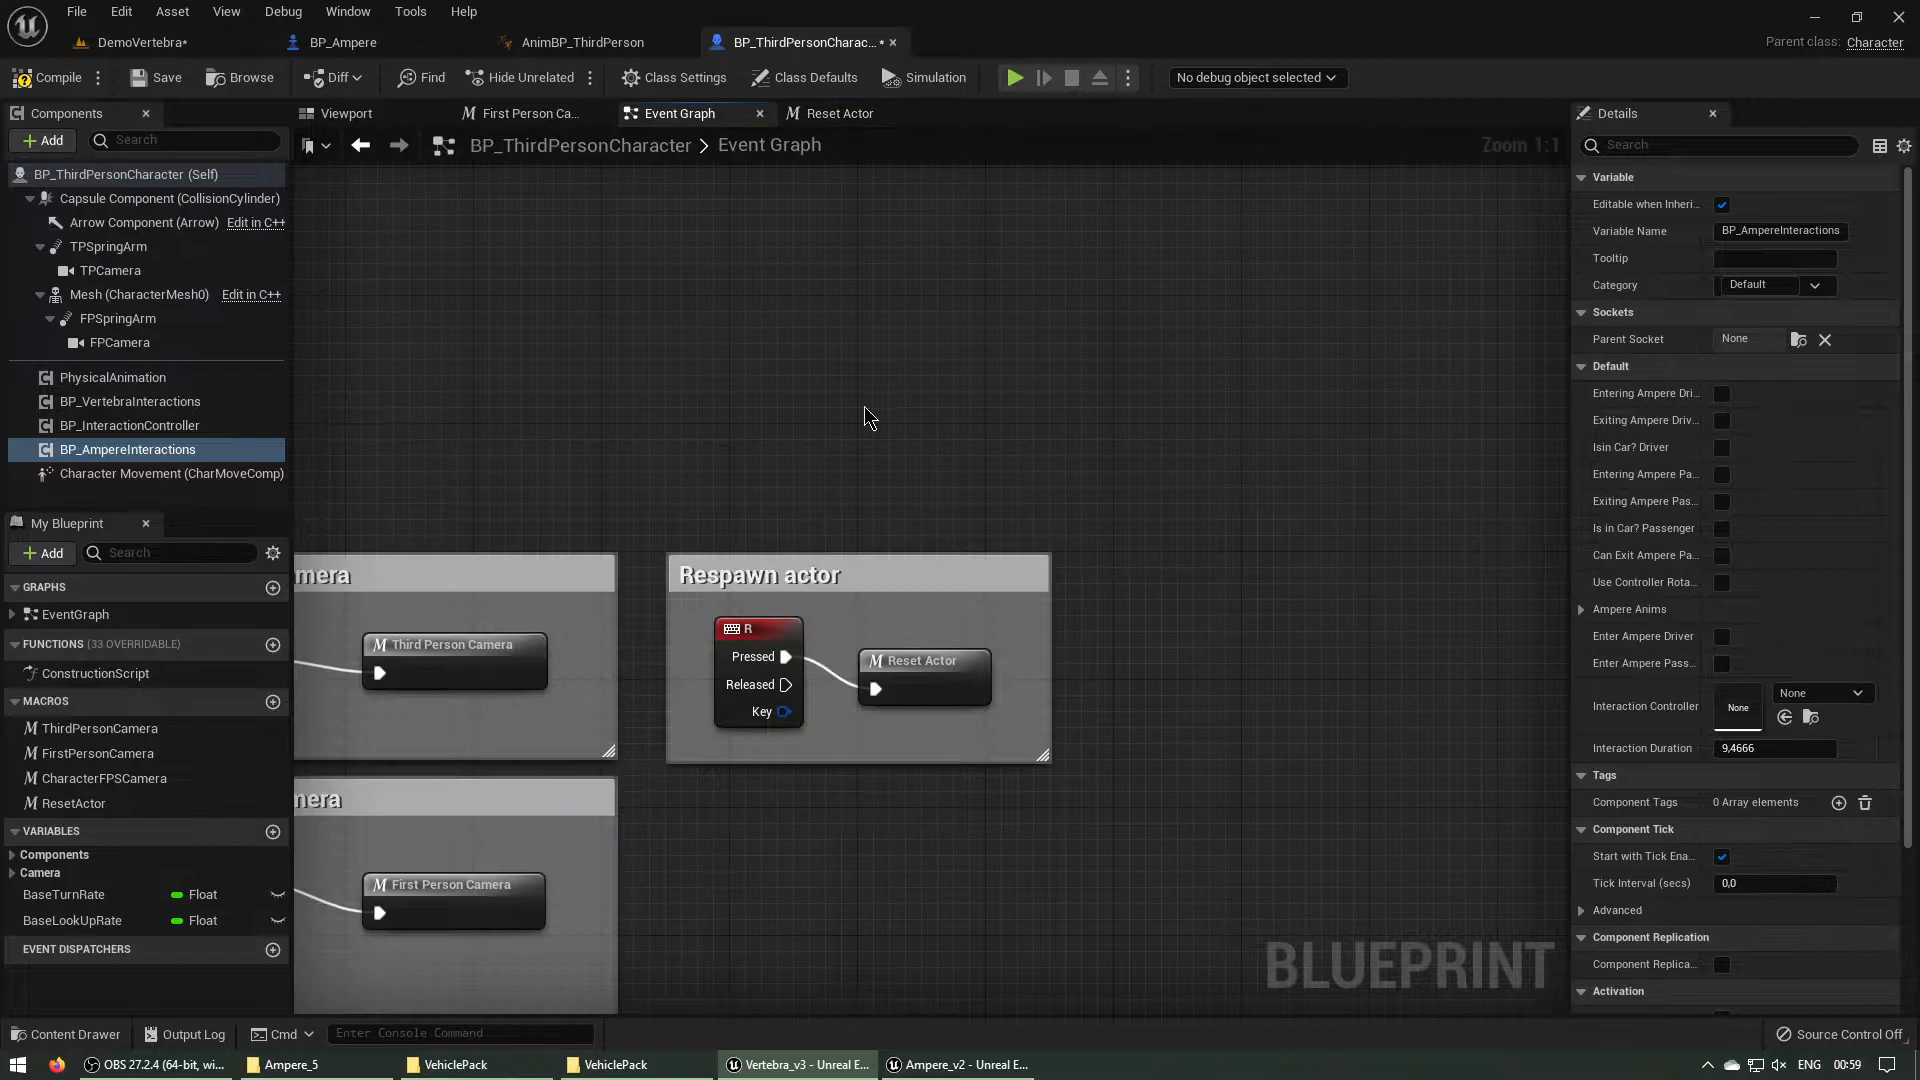 File Edit Asset View Debug Window Tools Help
DemoVertebra* BP_Ampere AnimBP_ThirdPerson BP_ThirdPersonCharac... * Parent class: Character
Compile Save Browse Diff Find Hide Unrelated Class Settings Class Defaults Simulation No debug object selected
Components
Add Search
BP_ThirdPersonCharacter (Self)
Capsule Component (CollisionCylinder)
Arrow Component (Arrow) Edit in C++
TPSpringArm
TPCamera
Mesh (CharacterMesh0) Edit in C++
FPSpringArm
FPCamera
PhysicalAnimation
BP_VertebraInteractions
BP_InteractionController
BP_AmpereInteractions
Character Movement (CharMoveComp)
My Blueprint
Add Search
GRAPHS
EventGraph
FUNCTIONS (33 OVERRIDABLE)
ConstructionScript
MACROS
ThirdPersonCamera
FirstPersonCamera
CharacterFPSCamera
ResetActor
VARIABLES
Components
Camera
BaseTurnRate Float
BaseLookUpRate Float
EVENT DISPATCHERS
Viewport First Person Ca... Event Graph Reset Actor
BP_ThirdPersonCharacter > Event Graph Zoom 1:1
mera
Third Person Camera
Respawn actor
R
Pressed
Released
Key
Reset Actor
nera
First Person Camera
BLUEPRINT
Details
Search
Variable
Editable when Inheri...
Variable Name BP_AmpereInteractions
Tooltip
Category Default
Sockets
Parent Socket None
Default
Entering Ampere Dri...
Exiting Ampere Driv...
Isin Car? Driver
Entering Ampere Pa...
Exiting Ampere Pas...
Is in Car? Passenger
Can Exit Ampere Pa...
Use Controller Rota...
Ampere Anims
Enter Ampere Driver
Enter Ampere Pass...
Interaction Controller None None
Interaction Duration 9,4666
Tags
Component Tags 0 Array elements
Component Tick
Start with Tick Ena...
Tick Interval (secs) 0,0
Advanced
Component Replication
Component Replica...
Activation
Content Drawer Output Log Cmd Enter Console Command Source Control Off
OBS 27.2.4 (64-bit, wi... Ampere_5 VehiclePack VehiclePack Vertebra_v3 - Unreal E... Ampere_v2 - Unreal E... ENG 00:59